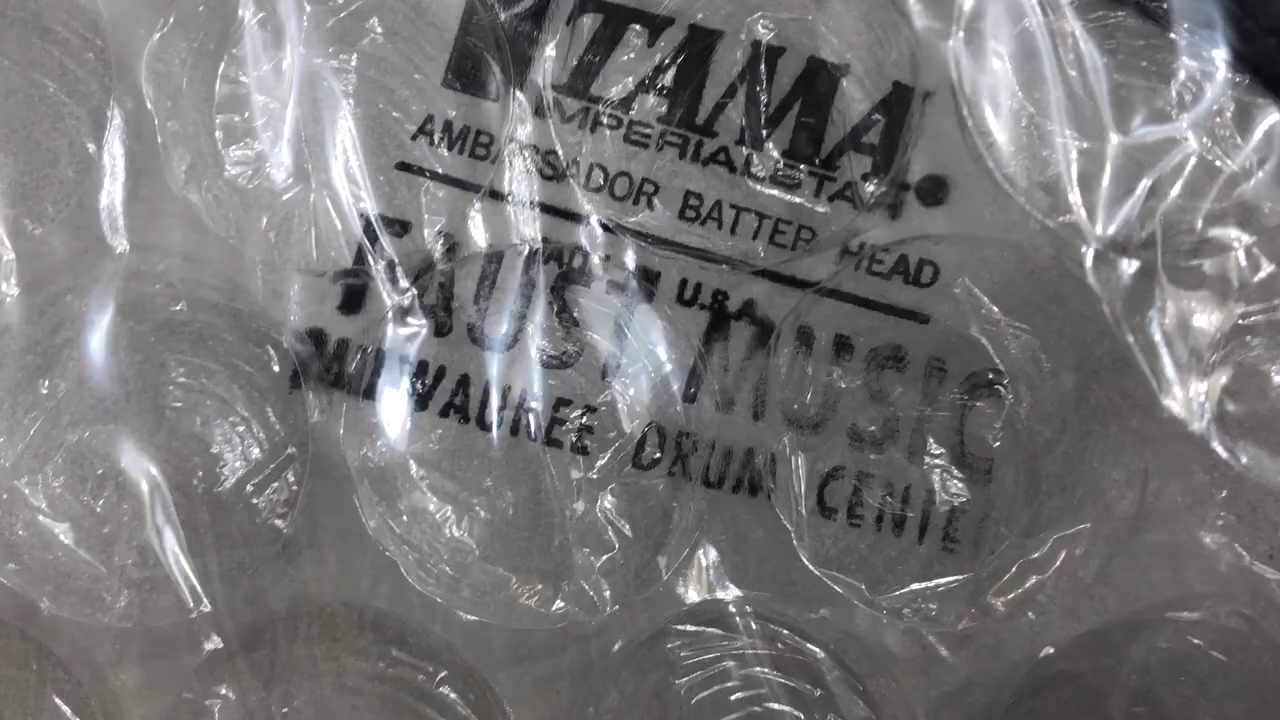 TAMA
IMPERIALSTAR
AMBASSADOR BATTER HEAD
MADE IN U.S.A.
FAUST MUSIC
MILWAUKEE DRUM CENTER